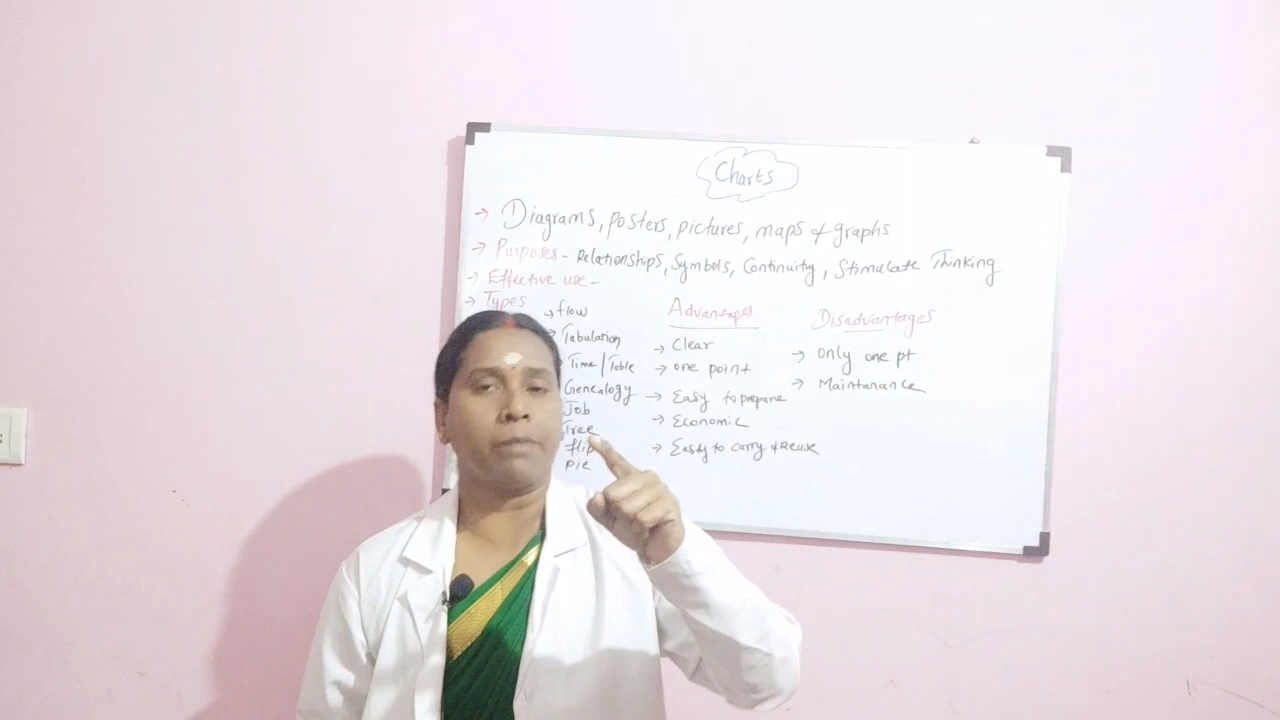 Charts
→ Diagrams, posters, pictures, maps & graphs
→ Purposes - Relationships, Symbols, Continuity, Stimulate Thinking
→ Effective use -
→ Types
→ flow
Tabulation
Time/Table
Genealogy
Job
Tree
flip
Pie
Advantages
→ Clear
→ one point
→ Easy to prepare
→ Economic
→ Easy to carry & Reuse
Disadvantages
→ Only one pt
→ Maintanance